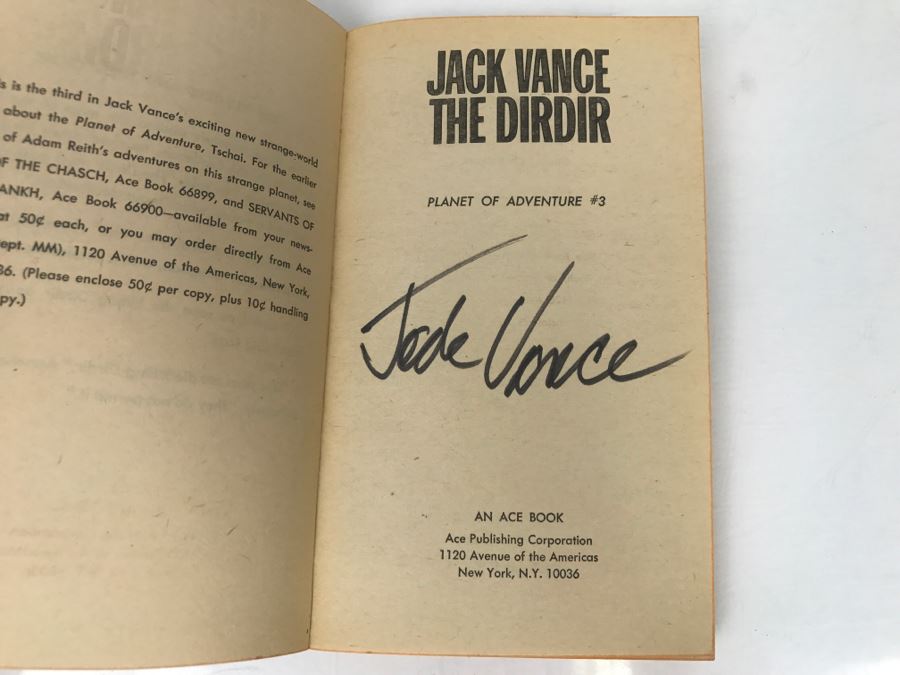 s is the third in Jack Vance's exciting new strange-world
about the Planet of Adventure, Tschai. For the earlier
of Adam Reith's adventures on this strange planet, see
OF THE CHASCH, Ace Book 66899, and SERVANTS OF
ANKH, Ace Book 66900—available from your news-
at 50¢ each, or you may order directly from Ace
ept. MM), 1120 Avenue of the Americas, New York,
36. (Please enclose 50¢ per copy, plus 10¢ handling
py.)
JACK VANCE
THE DIRDIR
PLANET OF ADVENTURE #3
Jack Vance
AN ACE BOOK
Ace Publishing Corporation
1120 Avenue of the Americas
New York, N.Y. 10036